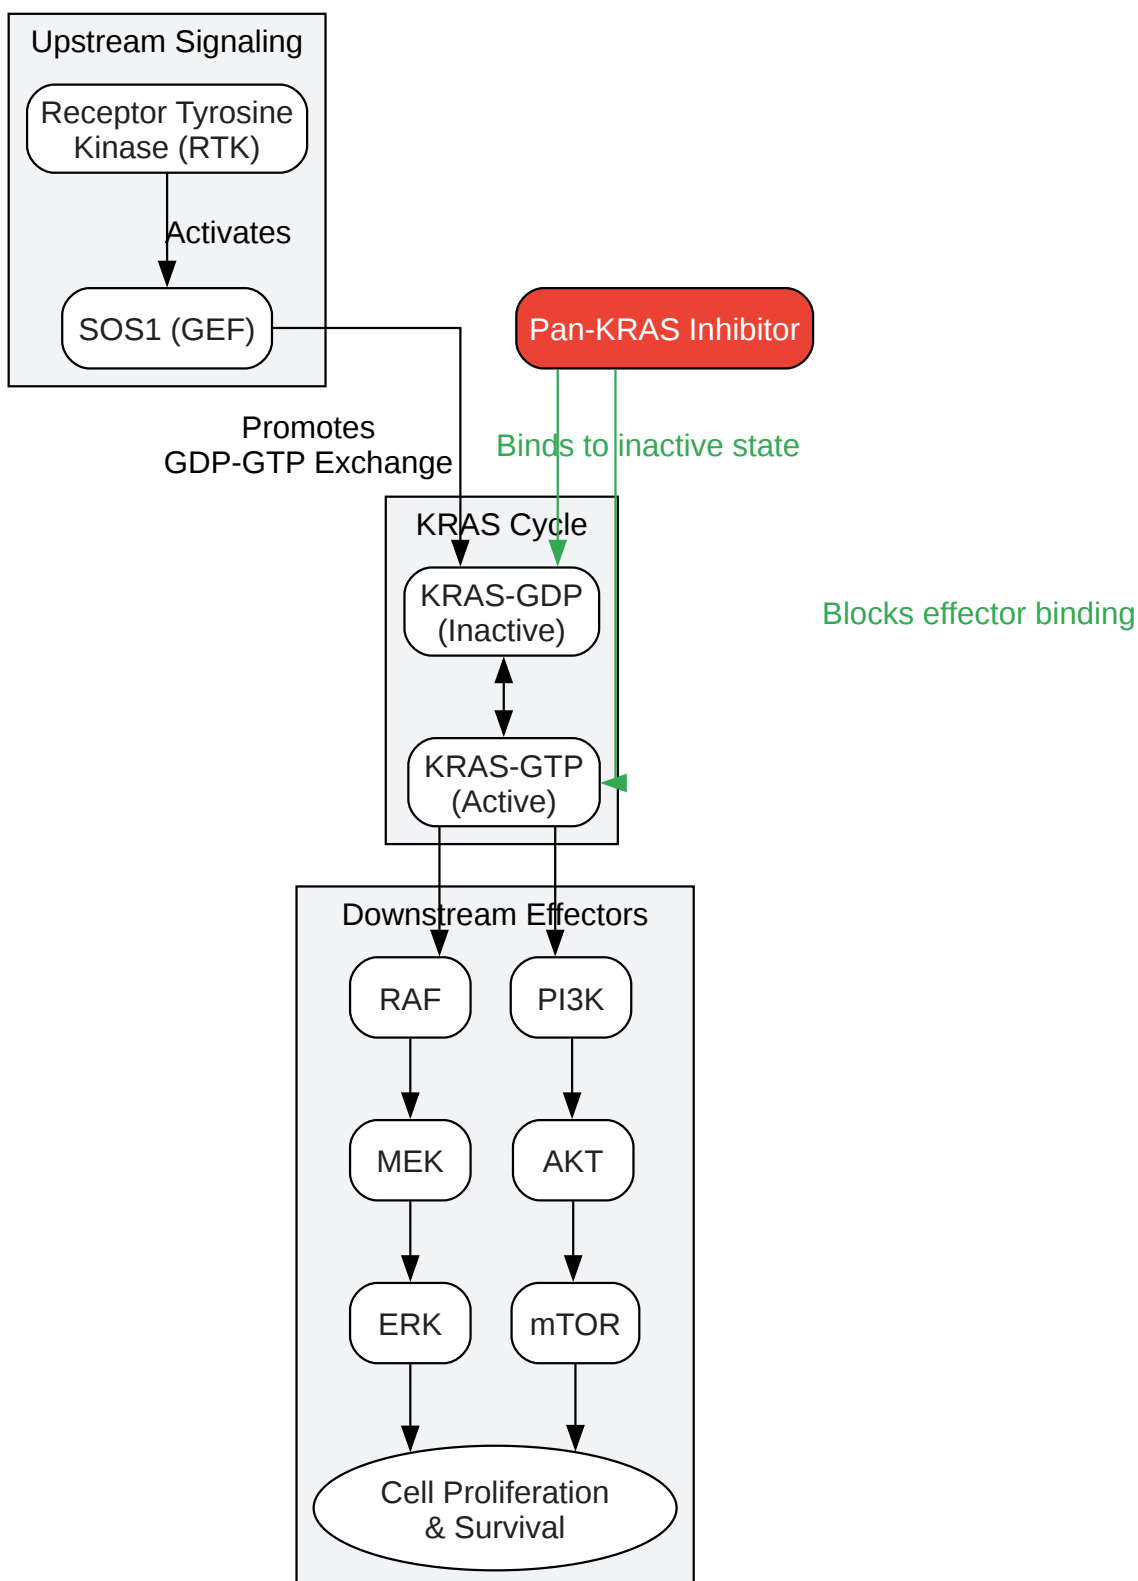 Upstream Signaling
Receptor Tyrosine
Kinase (RTK)
Activates
SOS1 (GEF)
Pan-KRAS Inhibitor
Promotes
GDP-GTP Exchange
Binds to inactive state
KRAS Cycle
KRAS-GDP
(Inactive)
Blocks effector binding
KRAS-GTP
(Active)
Downstream Effectors
RAF
PI3K
MEK
AKT
ERK
mTOR
Cell Proliferation
& Survival